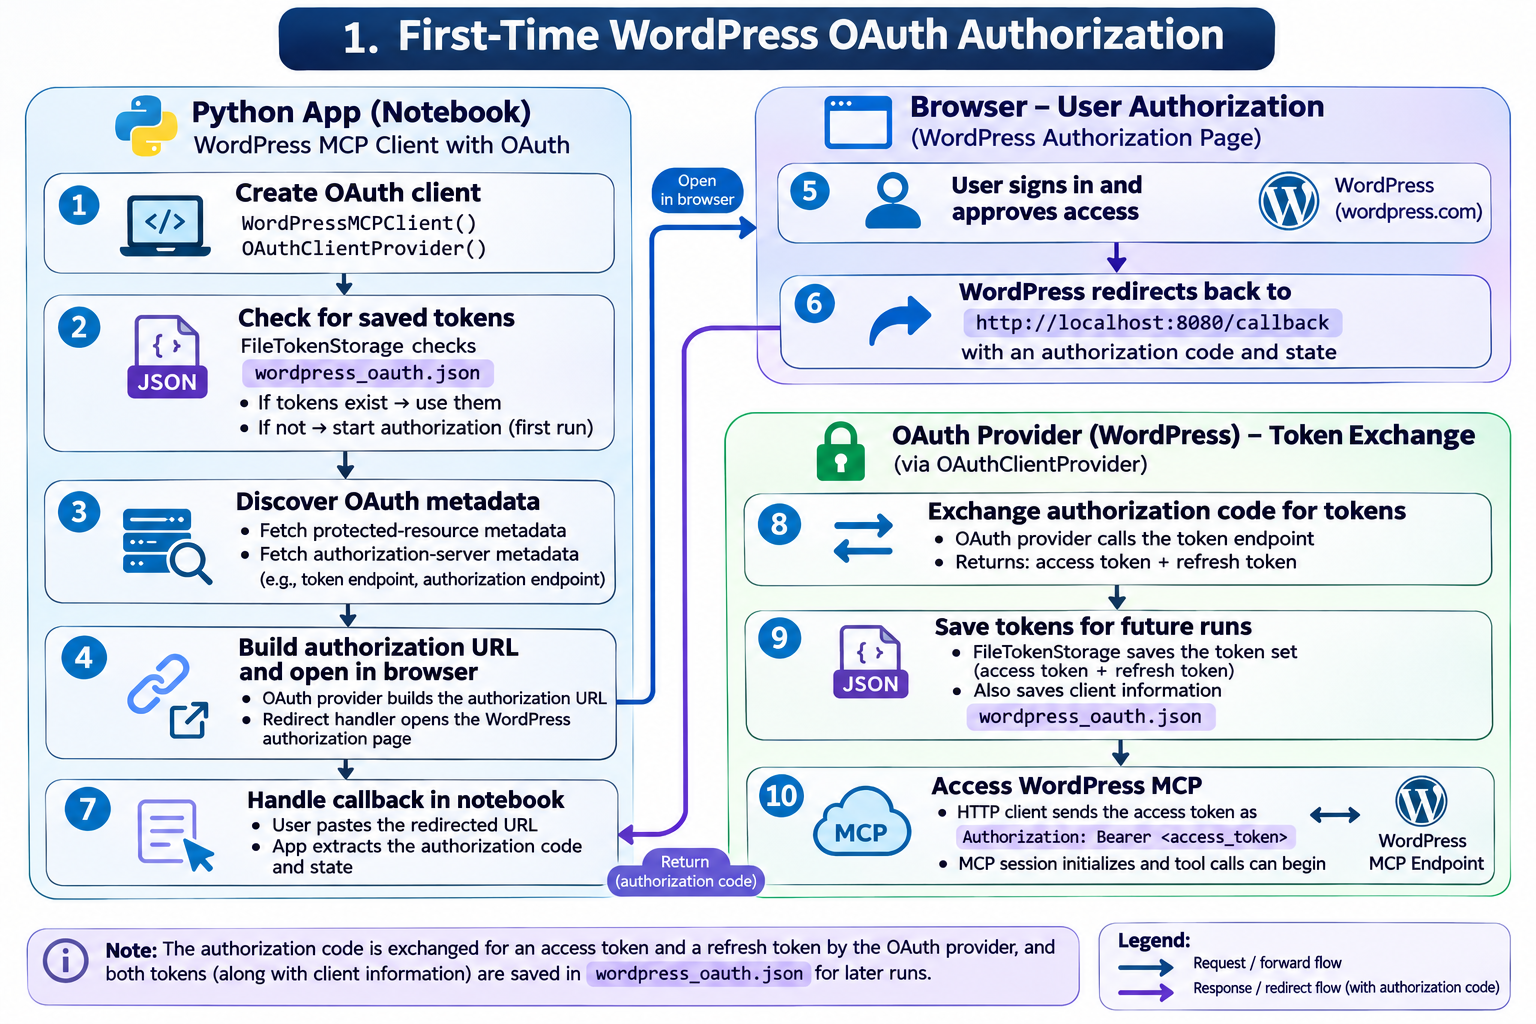 1. First-Time WordPress OAuth Authorization
Python App (Notebook)
WordPress MCP Client with OAuth
1
</>
Create OAuth client
WordPressMCPClient()
OAuthClientProvider()
2
{ }
JSON
Check for saved tokens
FileTokenStorage checks
wordpress_oauth.json
• If tokens exist → use them
• If not → start authorization (first run)
3
Discover OAuth metadata
• Fetch protected-resource metadata
• Fetch authorization-server metadata
(e.g., token endpoint, authorization endpoint)
4
Build authorization URL
and open in browser
• OAuth provider builds the authorization URL
• Redirect handler opens the WordPress
authorization page
7
Handle callback in notebook
• User pastes the redirected URL
• App extracts the authorization code
and state
Open
in browser
Return
(authorization code)
Browser – User Authorization
(WordPress Authorization Page)
5
User signs in and
approves access
WordPress
(wordpress.com)
6
WordPress redirects back to
http://localhost:8080/callback
with an authorization code and state
OAuth Provider (WordPress) – Token Exchange
(via OAuthClientProvider)
8
Exchange authorization code for tokens
• OAuth provider calls the token endpoint
• Returns: access token + refresh token
9
{ }
JSON
Save tokens for future runs
• FileTokenStorage saves the token set
(access token + refresh token)
• Also saves client information
wordpress_oauth.json
10
MCP
Access WordPress MCP
• HTTP client sends the access token as
Authorization: Bearer <access_token>
• MCP session initializes and tool calls can begin
WordPress
MCP Endpoint
Note: The authorization code is exchanged for an access token and a refresh token by the OAuth provider, and
both tokens (along with client information) are saved in wordpress_oauth.json for later runs.
Legend:
Request / forward flow
Response / redirect flow (with authorization code)